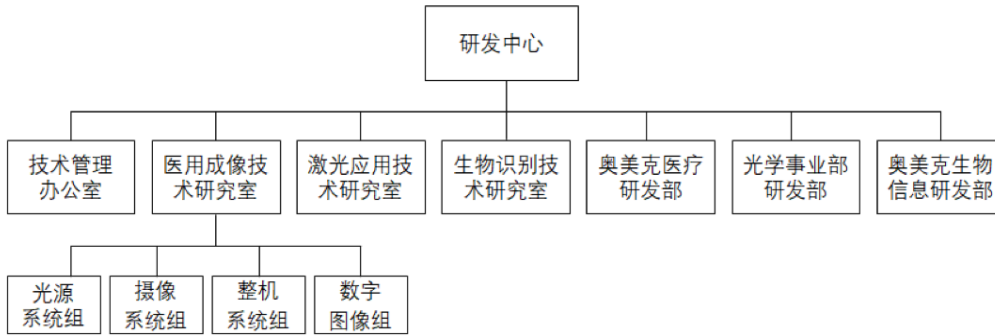 研发中心
技术管理
办公室
医用成像技
术研究室
激光应用技
术研究室
生物识别技
术研究室
奥美克医疗
研发部
光学事业部
研发部
奥美克生物
信息研发部
光源
系统组
摄像
系统组
整机
系统组
数字
图像组